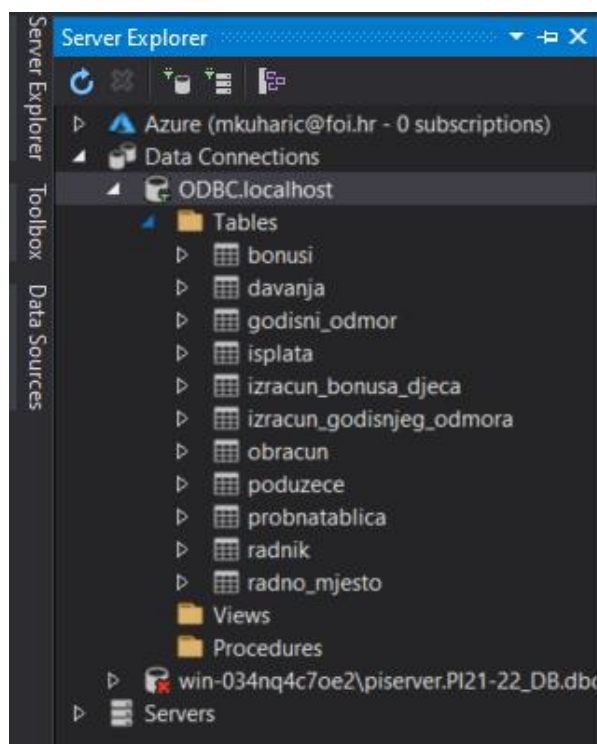 Server Explorer
Toolbox
Data Sources
Server Explorer
Azure (mkuharic@foi.hr - 0 subscriptions)
Data Connections
ODBC.localhost
Tables
bonusi
davanja
godisni_odmor
isplata
izracun_bonusa_djeca
izracun_godisnjeg_odmora
obracun
poduzece
probnatablica
radnik
radno_mjesto
Views
Procedures
win-034nq4c7oe2\piserver.PI21-22_DB.dbo
Servers